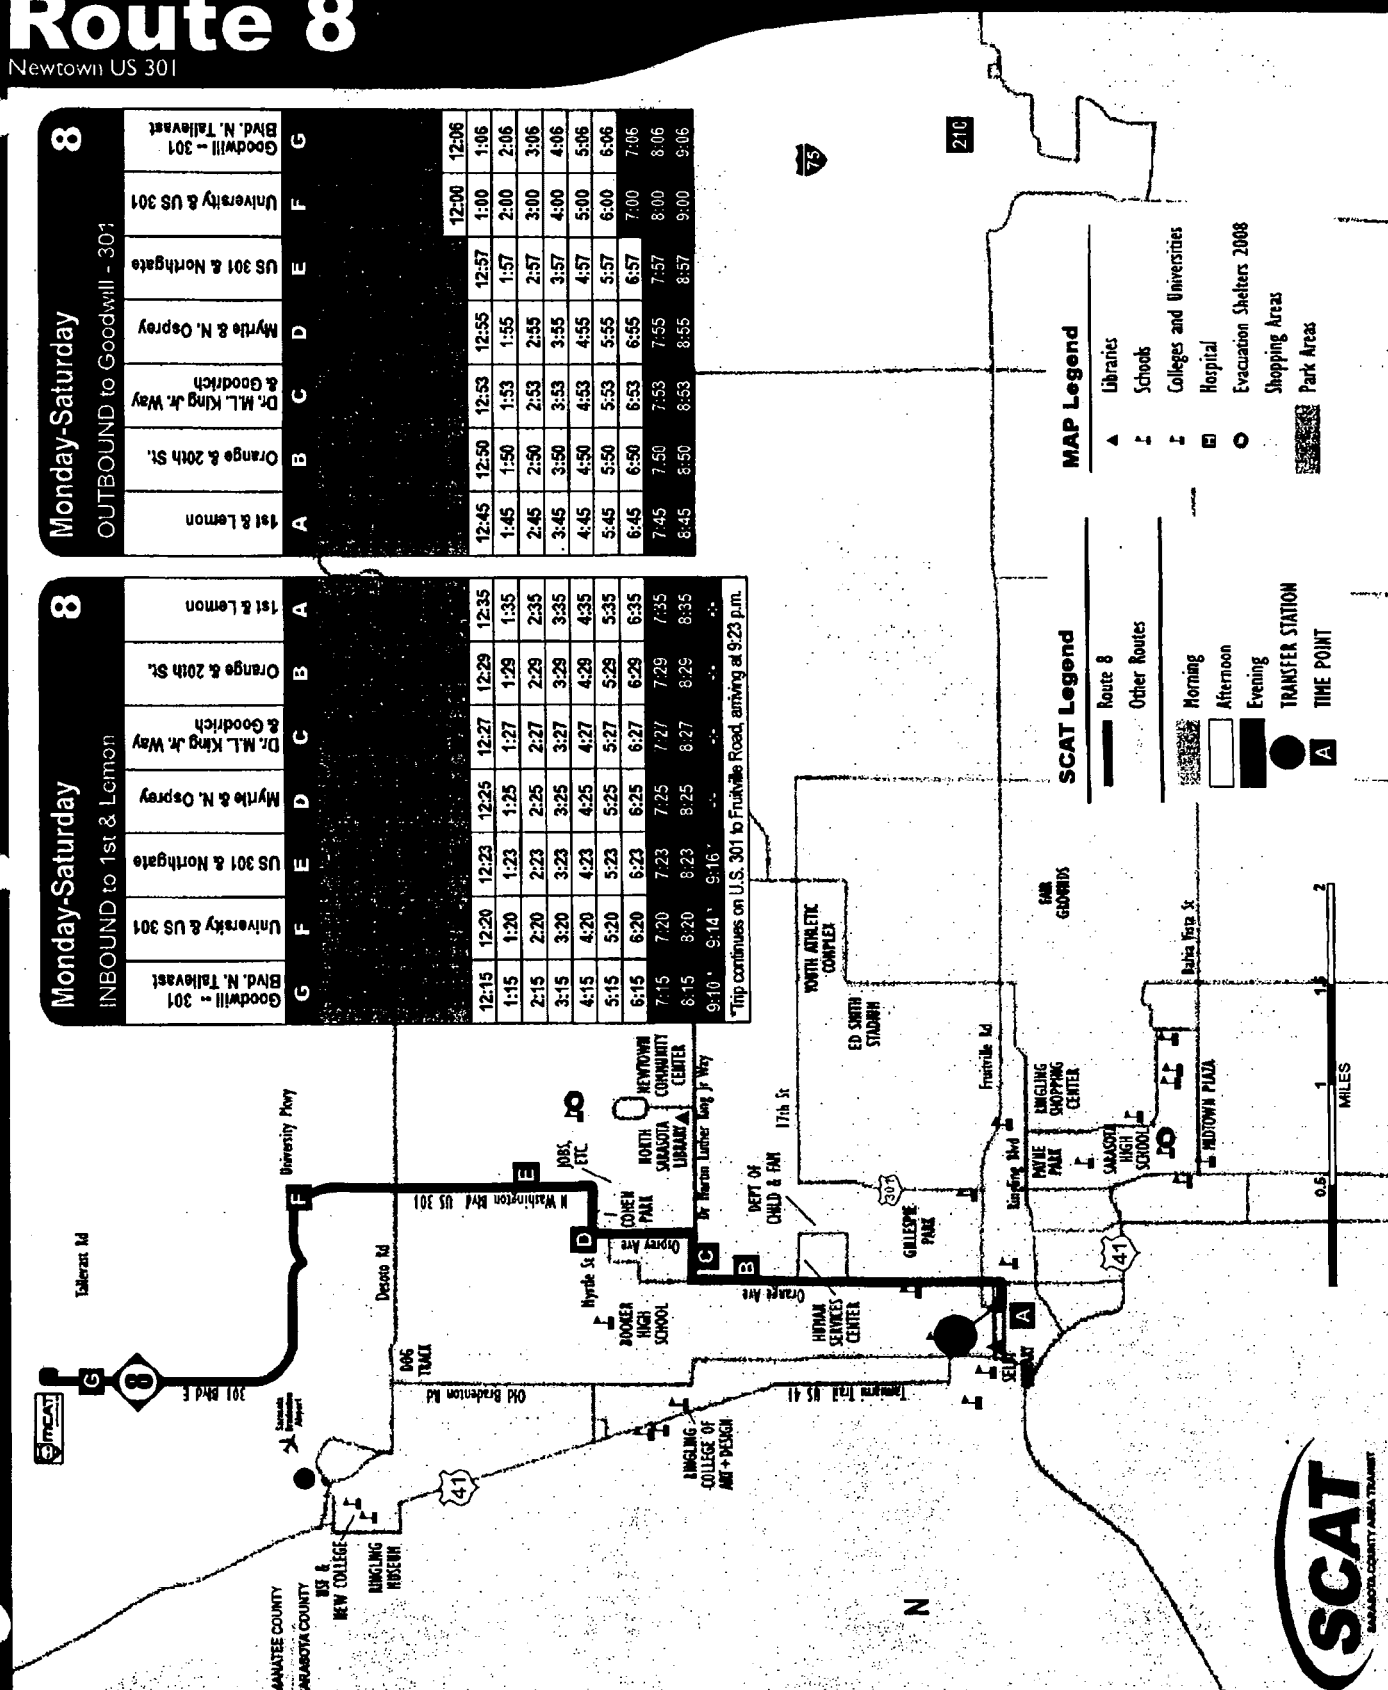 Route 8
Newtown US 301
Monday-Saturday 8
INBOUND to 1st & Lemon
Goodwill -- 301 Blvd. N. Tallevast
University & US 301
US 301 & Northgate
Myrtle & N. Osprey
Dr. M.L. King Jr. Way & Goodrich
Orange & 20th St.
1st & Lemon
G F E D C B A
12:15 12:20 12:23 12:25 12:27 12:29 12:35
1:15 1:20 1:23 1:25 1:27 1:29 1:35
2:15 2:20 2:23 2:25 2:27 2:29 2:35
3:15 3:20 3:23 3:25 3:27 3:29 3:35
4:15 4:20 4:23 4:25 4:27 4:29 4:35
5:15 5:20 5:23 5:25 5:27 5:29 5:35
6:15 6:20 6:23 6:25 6:27 6:29 6:35
7:15 7:20 7:23 7:25 7:27 7:29 7:35
8:15 8:20 8:23 8:25 8:27 8:29 8:35
9:10* 9:14* 9:16* -- -- -- --
*Trip continues on U.S. 301 to Fruitville Road, arriving at 9:23 p.m.
Monday-Saturday 8
OUTBOUND to Goodwill - 301
1st & Lemon
Orange & 20th St.
Dr. M.L. King Jr. Way & Goodrich
Myrtle & N. Osprey
US 301 & Northgate
University & US 301
Goodwill -- 301 Blvd. N. Tallevast
A B C D E F G
12:00 12:06
12:45 12:50 12:53 12:55 12:57 1:00 1:06
1:45 1:50 1:53 1:55 1:57 2:00 2:06
2:45 2:50 2:53 2:55 2:57 3:00 3:06
3:45 3:50 3:53 3:55 3:57 4:00 4:06
4:45 4:50 4:53 4:55 4:57 5:00 5:06
5:45 5:50 5:53 5:55 5:57 6:00 6:06
6:45 6:50 6:53 6:55 6:57 7:00 7:06
7:45 7:50 7:53 7:55 7:57 8:00 8:06
8:45 8:50 8:53 8:55 8:57 9:00 9:06
75
210
MAP Legend
Libraries
Schools
Colleges and Universities
H Hospital
Evacuation Shelters 2008
Shopping Areas
Park Areas
SCAT Legend
Route 8
Other Routes
Morning
Afternoon
Evening
TRANSFER STATION
A TIME POINT
mCAT
G
8
301 Blvd E
Tallevast Rd
University Pkwy
F
Sarasota
Bradenton
Airport
Desoto Rd
DOG
TRACK
N Washington Blvd US 301
E
JOBS,
ETC.
D
COHEN
PARK
Myrtle St
Osprey Ave
BOOKER
HIGH
SCHOOL
NORTH
SARASOTA
LIBRARY
NEWTOWN
COMMUNITY
CENTER
Dr Martin Luther King Jr Way
C
B
Orange Ave
DEPT OF
CHILD & FAM
HUMAN
SERVICES
CENTER
17th St
301
GILLESPIE
PARK
YOUTH ATHLETIC
COMPLEX
ED SMITH
STADIUM
Fruitville Rd
FAIR
GROUNDS
RINGLING
SHOPPING
CENTER
Ringling Blvd
PAYNE
PARK
SARASOTA
HIGH
SCHOOL
MIDTOWN PLAZA
Bahia Vista St
41
A
SELBY
LIBRARY
Old Bradenton Rd
Tamiami Trail US 41
RINGLING
COLLEGE OF
ART + DESIGN
41
USF &
NEW COLLEGE
RINGLING
MUSEUM
MANATEE COUNTY
SARASOTA COUNTY
N
0.5 1 1.5 2
MILES
SCAT
SARASOTA COUNTY AREA TRANSIT